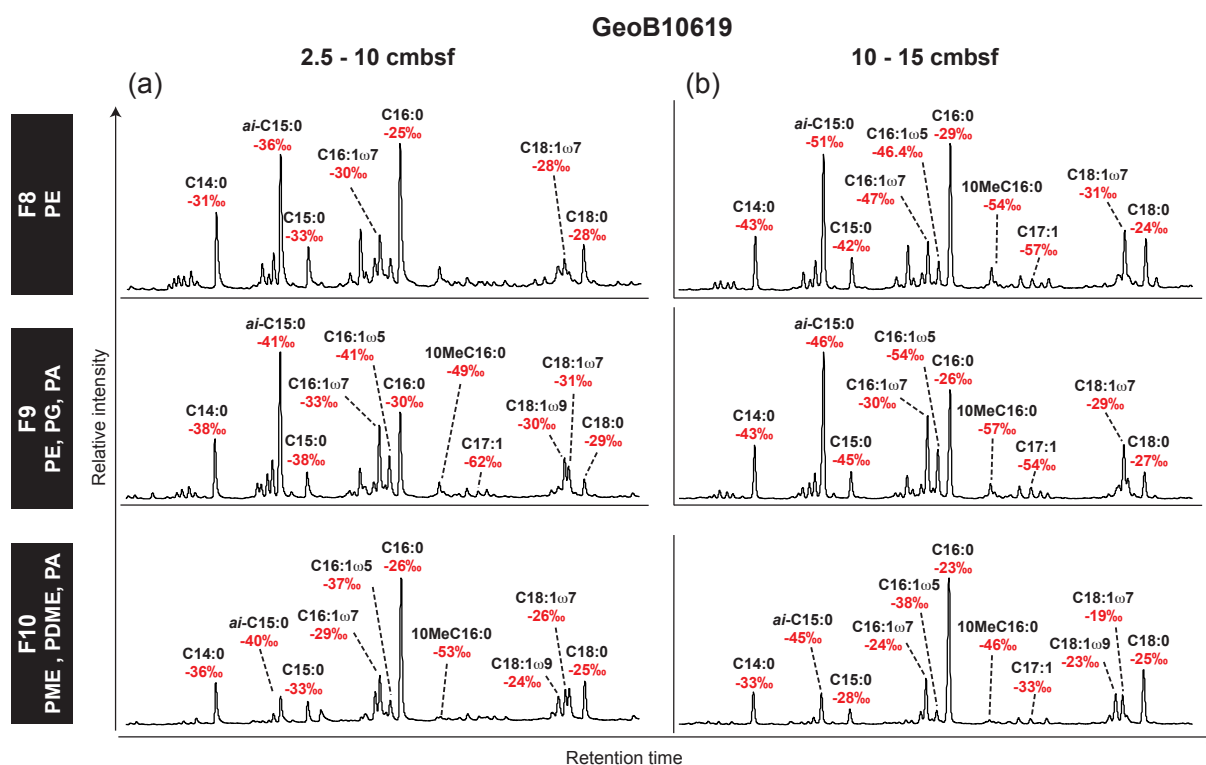 GeoB10619
2.5 - 10 cmbsf
10 - 15 cmbsf
(a)
(b)
F8
PE
C14:0
-31‰
ai-C15:0
-36‰
C15:0
-33‰
C16:1ω7
-30‰
C16:0
-25‰
C18:1ω7
-28‰
C18:0
-28‰
C14:0
-43‰
ai-C15:0
-51‰
C15:0
-42‰
C16:1ω7
-47‰
C16:1ω5
-46.4‰
C16:0
-29‰
10MeC16:0
-54‰
C17:1
-57‰
C18:1ω7
-31‰
C18:0
-24‰
F9
PE, PG, PA
C14:0
-38‰
ai-C15:0
-41‰
C15:0
-38‰
C16:1ω7
-33‰
C16:1ω5
-41‰
C16:0
-30‰
10MeC16:0
-49‰
C17:1
-62‰
C18:1ω9
-30‰
C18:1ω7
-31‰
C18:0
-29‰
C14:0
-43‰
ai-C15:0
-46‰
C15:0
-45‰
C16:1ω7
-30‰
C16:1ω5
-54‰
C16:0
-26‰
10MeC16:0
-57‰
C17:1
-54‰
C18:1ω7
-29‰
C18:0
-27‰
F10
PME , PDME, PA
C14:0
-36‰
ai-C15:0
-40‰
C15:0
-33‰
C16:1ω7
-29‰
C16:1ω5
-37‰
C16:0
-26‰
10MeC16:0
-53‰
C18:1ω9
-24‰
C18:1ω7
-26‰
C18:0
-25‰
C14:0
-33‰
ai-C15:0
-45‰
C15:0
-28‰
C16:1ω7
-24‰
C16:1ω5
-38‰
C16:0
-23‰
10MeC16:0
-46‰
C17:1
-33‰
C18:1ω9
-23‰
C18:1ω7
-19‰
C18:0
-25‰
Relative intensity
Retention time